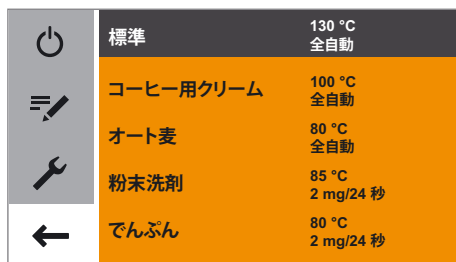 標準
130 °C
全自動
コーヒー用クリーム
100 °C
全自動
オート麦
80 °C
全自動
粉末洗剤
85 °C
2 mg/24 秒
でんぷん
80 °C
2 mg/24 秒